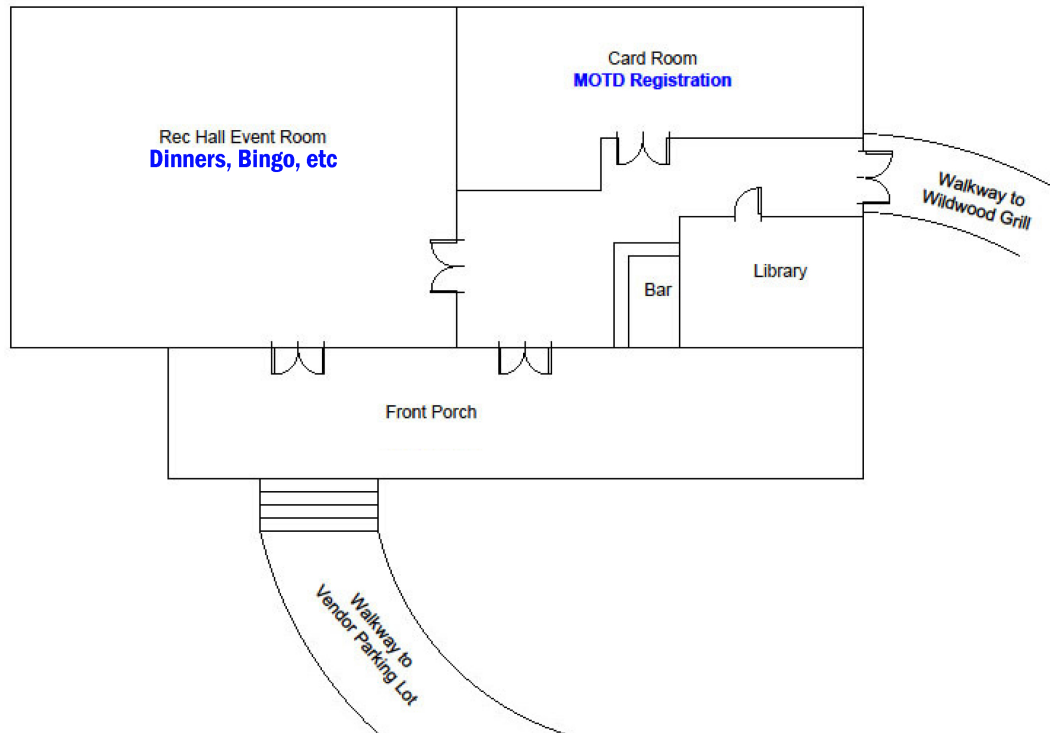 Card Room
MOTD Registration
Rec Hall Event Room
Dinners, Bingo, etc
Walkway to
Wildwood Grill
Library
Bar
Front Porch
Walkway to
Vendor Parking Lot